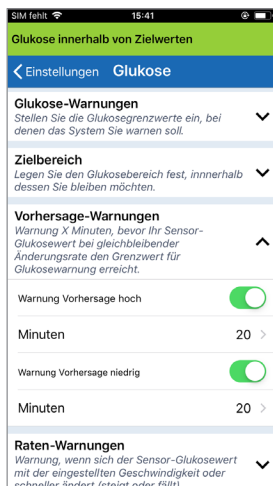 SIM fehlt 15:41
Glukose innerhalb von Zielwerten
Einstellungen Glukose
Glukose-Warnungen
Stellen Sie die Glukosegrenzwerte ein, bei
denen das System Sie warnen soll.
Zielbereich
Legen Sie den Glukosebereich fest, innnerhalb
dessen Sie bleiben möchten.
Vorhersage-Warnungen
Warnung X Minuten, bevor Ihr Sensor-
Glukosewert bei gleichbleibender
Änderungsrate den Grenzwert für
Glukosewarnung erreicht.
Warnung Vorhersage hoch
Minuten 20
Warnung Vorhersage niedrig
Minuten 20
Raten-Warnungen
Warnung, wenn sich der Sensor-Glukosewert
mit der eingestellten Geschwindigkeit oder
schneller ändert (steigt oder fällt)